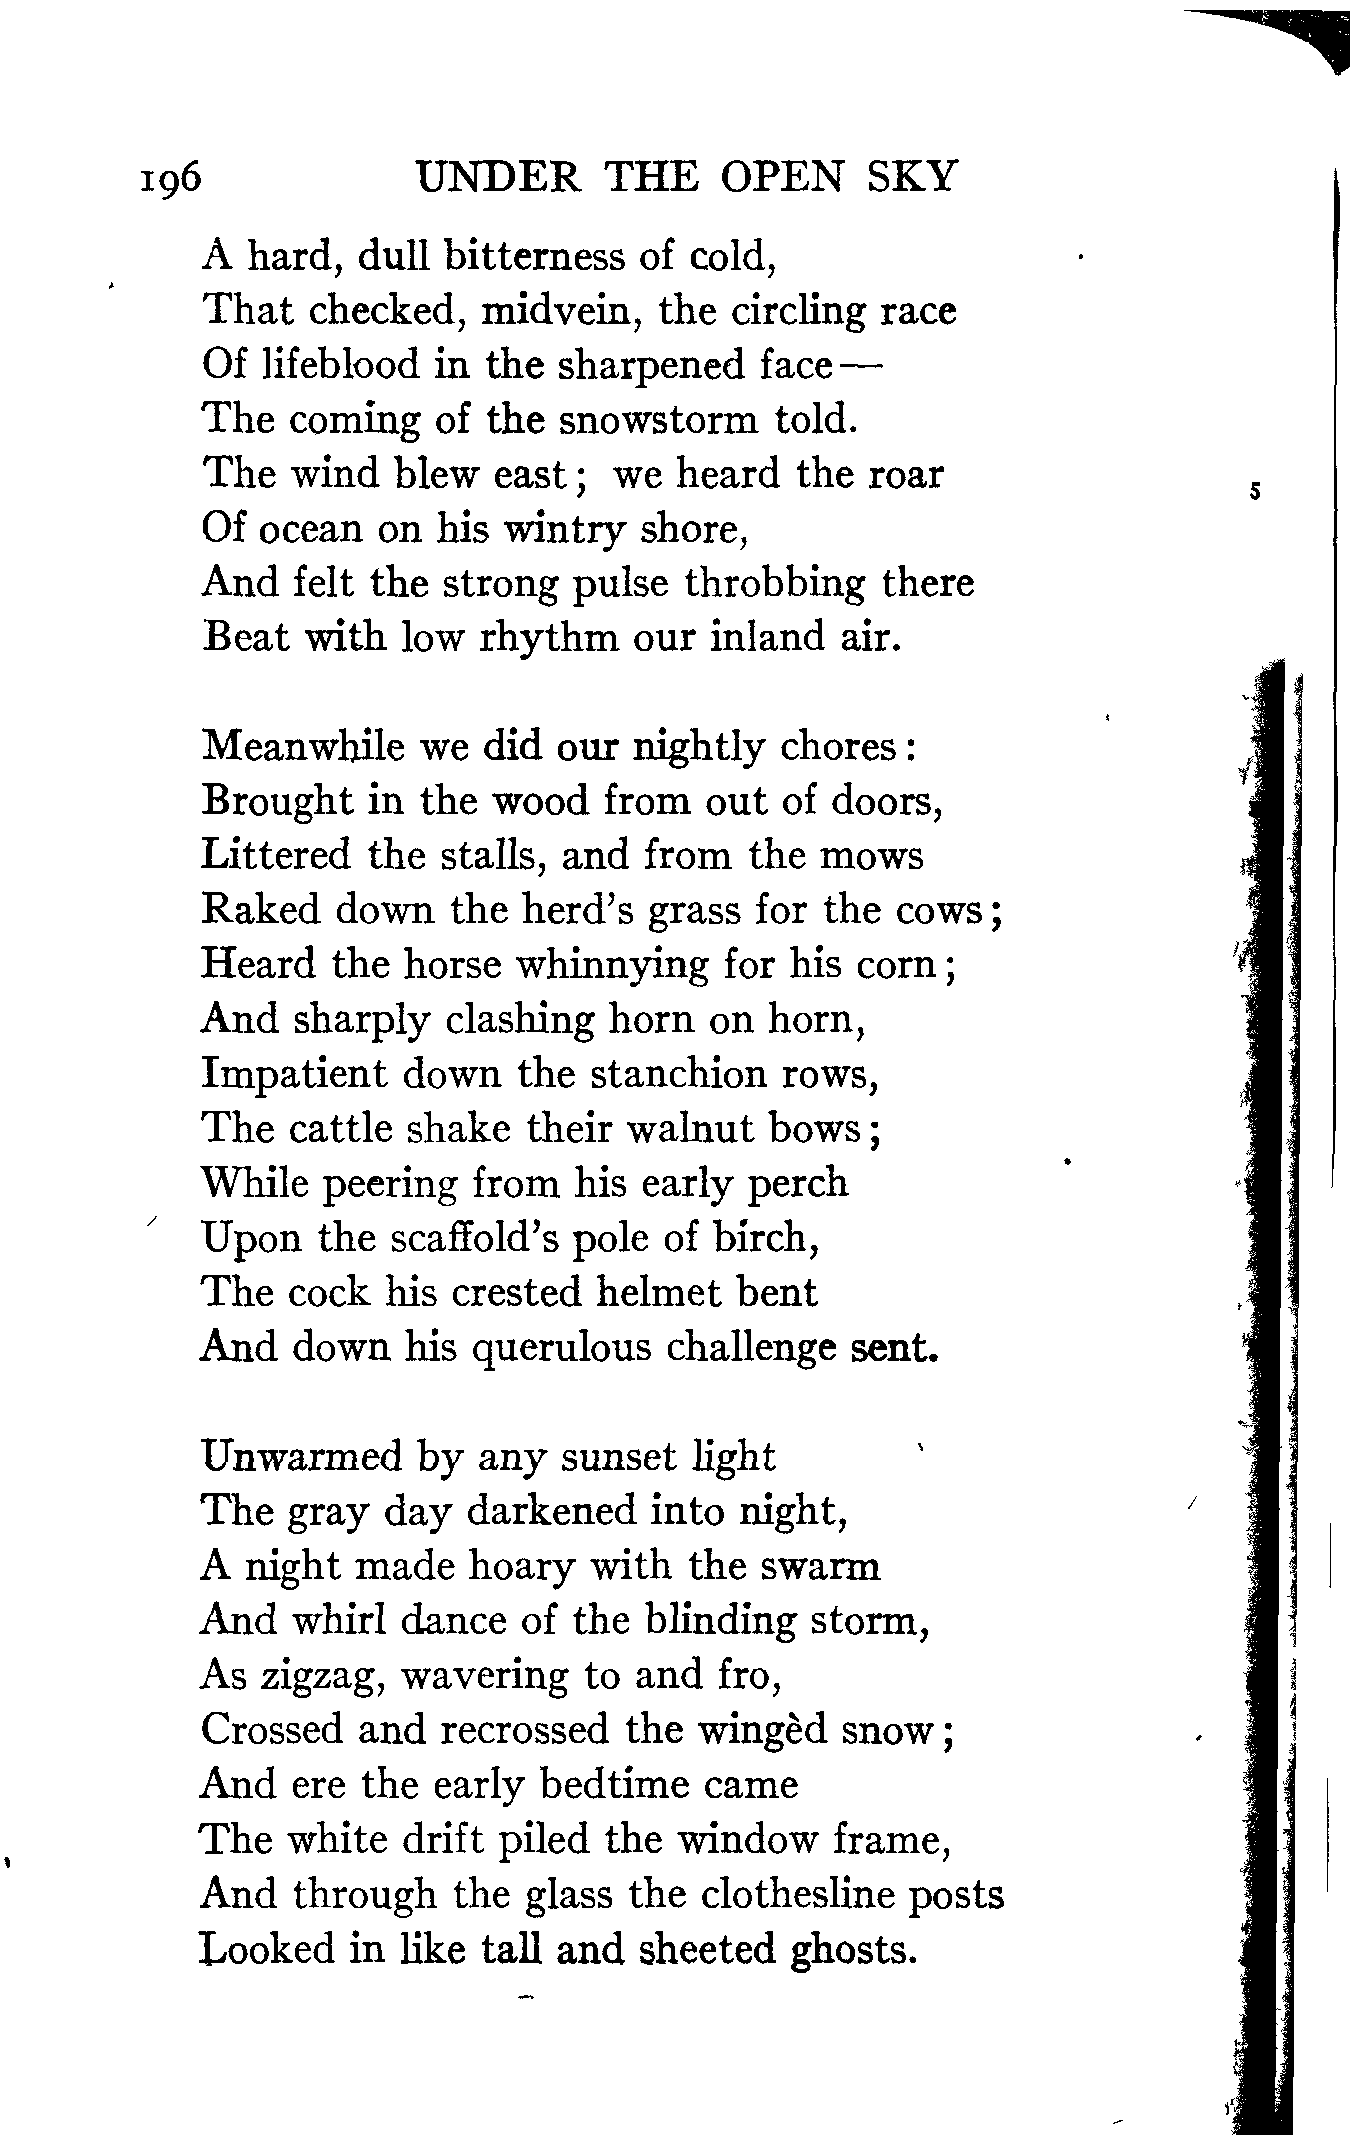 196 UNDER THE OPEN SKY
A hard, dull bitterness of cold,
That checked, midvein, the circling race
Of lifeblood in the sharpened face—
The coming of the snowstorm told.
The wind blew east; we heard the roar
5
Of ocean on his wintry shore,
And felt the strong pulse throbbing there
Beat with low rhythm our inland air.

Meanwhile we did our nightly chores:
Brought in the wood from out of doors,
Littered the stalls, and from the mows
Raked down the herd's grass for the cows;
Heard the horse whinnying for his corn;
And sharply clashing horn on horn,
Impatient down the stanchion rows,
The cattle shake their walnut bows;
While peering from his early perch
Upon the scaffold's pole of birch,
The cock his crested helmet bent
And down his querulous challenge sent.

Unwarmed by any sunset light
The gray day darkened into night,
A night made hoary with the swarm
And whirl dance of the blinding storm,
As zigzag, wavering to and fro,
Crossed and recrossed the wingèd snow;
And ere the early bedtime came
The white drift piled the window frame,
And through the glass the clothesline posts
Looked in like tall and sheeted ghosts.